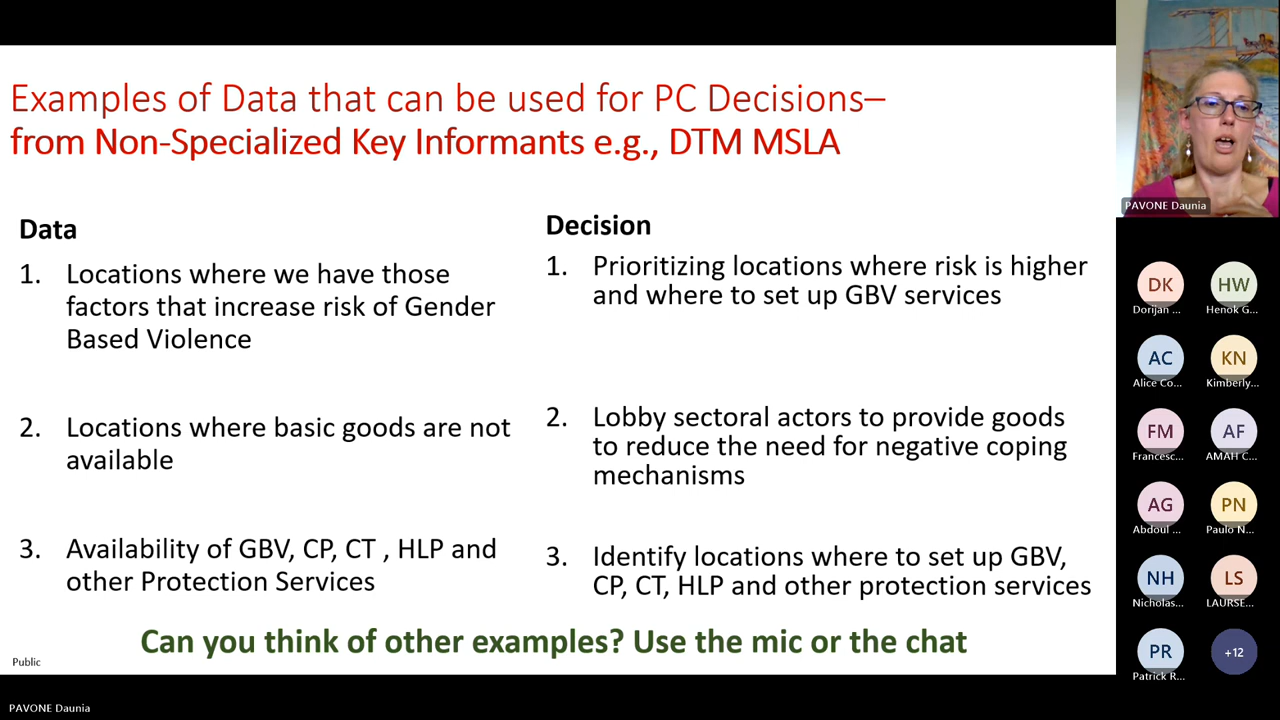 Examples of Data that can be used for PC Decisions–
from Non-Specialized Key Informants e.g., DTM MSLA
Data
1. Locations where we have those
factors that increase risk of Gender
Based Violence
2. Locations where basic goods are not
available
3. Availability of GBV, CP, CT , HLP and
other Protection Services
Decision
1. Prioritizing locations where risk is higher
and where to set up GBV services
2. Lobby sectoral actors to provide goods
to reduce the need for negative coping
mechanisms
3. Identify locations where to set up GBV,
CP, CT, HLP and other protection services
Can you think of other examples? Use the mic or the chat
Public
PAVONE Daunia
PAVONE Daunia
DK
Dorijan ...
HW
Henok G...
AC
Alice Co...
KN
Kimberly...
FM
Francesc...
AF
AMAH C...
AG
Abdoul ...
PN
Paulo N...
NH
Nicholas...
LS
LAURSE...
PR
Patrick R...
+12